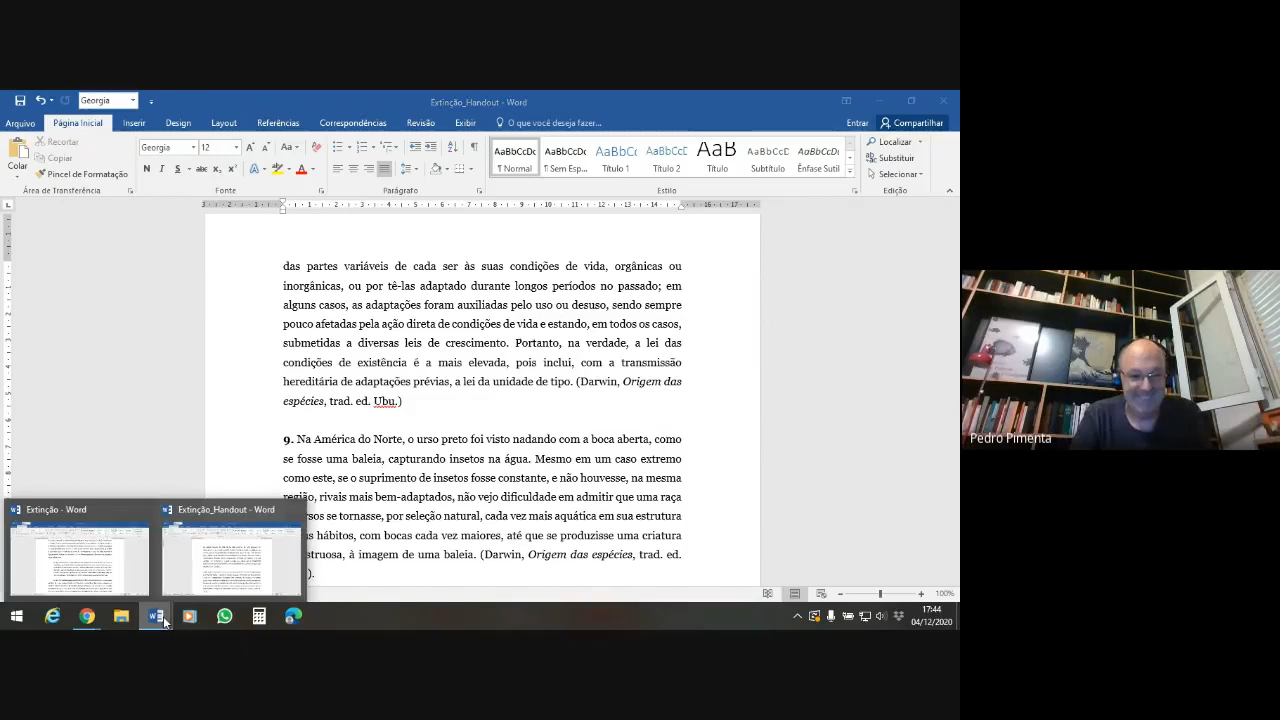 Georgia
Extinção_Handout - Word
Arquivo Página Inicial Inserir Design Layout Referências Correspondências Revisão Exibir O que você deseja fazer... Entrar Compartilhar
Colar
Recortar
Copiar
Pincel de Formatação
Área de Transferência
Georgia 12
Fonte
Parágrafo
AaBbCcDc AaBbCcDc AaBbCc AaBbCcC AaB AaBbCcC AaBbCcDc
¶ Normal ¶ Sem Esp... Título 1 Título 2 Título Subtítulo Ênfase Sutil
Estilo
Localizar
Substituir
Selecionar
Edição
das partes variáveis de cada ser às suas condições de vida, orgânicas ou
inorgânicas, ou por tê-las adaptado durante longos períodos no passado; em
alguns casos, as adaptações foram auxiliadas pelo uso ou desuso, sendo sempre
pouco afetadas pela ação direta de condições de vida e estando, em todos os casos,
submetidas a diversas leis de crescimento. Portanto, na verdade, a lei das
condições de existência é a mais elevada, pois inclui, com a transmissão
hereditária de adaptações prévias, a lei da unidade de tipo. (Darwin, Origem das
espécies, trad. ed. Ubu.)
9. Na América do Norte, o urso preto foi visto nadando com a boca aberta, como
se fosse uma baleia, capturando insetos na água. Mesmo em um caso extremo
como este, se o suprimento de insetos fosse constante, e não houvesse, na mesma
região, rivais mais bem-adaptados, não vejo dificuldade em admitir que uma raça
se tornasse, por seleção natural, cada vez mais aquática em sua estrutura
hábitos, com bocas cada vez maiores, até que se produzisse uma criatura
à imagem de uma baleia. (Darwin, Origem das espécies, trad. ed.
Extinção - Word
Extinção_Handout - Word
100%
17:44
04/12/2020
Pedro Pimenta